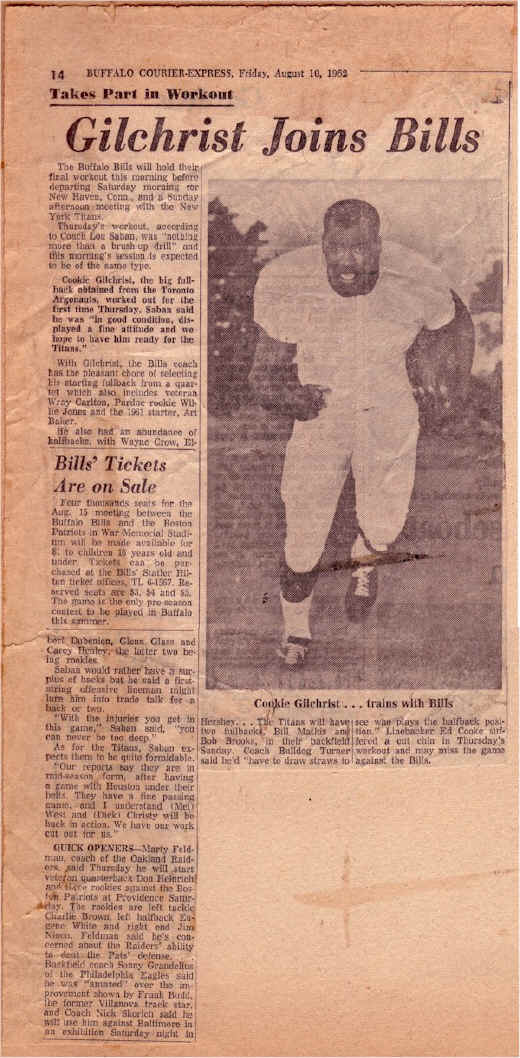 14 BUFFALO COURIER-EXPRESS, Friday, August 10, 1962
Takes Part in Workout
Gilchrist Joins Bills
The Buffalo Bills will hold their
final workout this morning before
departing Saturday morning for
New Haven, Conn., and a Sunday
afternoon meeting with the New
York Titans.
Thursday's workout, according
to Coach Lou Saban, was "nothing
more than a brush-up drill" and
this morning's session is expected
to be of the same type.
Cookie Gilchrist, the big full-
back obtained from the Toronto
Argonauts, worked out for the
first time Thursday. Saban said
he was "in good condition, dis-
played a fine attitude and we
hope to have him ready for the
Titans."
With Gilchrist, the Bills coach
has the pleasant chore of selecting
his starting fullback from a quar-
tet which also includes veteran
Wray Carlton, Purdue rookie Wil-
lie Jones and the 1961 starter, Art
Baker.
He also had an abundance of
halfbacks, with Wayne Crow, El-
Bills' Tickets
Are on Sale
Four thousands seats for the
Aug. 18 meeting between the
Buffalo Bills and the Boston
Patriots in War Memorial Stadi-
um will be made available for
$1 to children 16 years old and
under. Tickets can be pur-
chased at the Bills' Statler Hil-
ton ticket offices, TL 6-1567. Re-
served seats are $3, $4 and $5.
The game is the only pre-season
contest to be played in Buffalo
this summer.
bert Dubenion, Glenn Glass and
Carey Henley, the latter two be-
ing rookies.
Saban would rather have a sur-
plus of backs but he said a first-
string offensive lineman might
lure him into trade talk for a
back or two.
"With the injuries you get in
this game," Saban said, "you
can never be too deep."
As for the Titans, Saban ex-
pects them to be quite formidable.
"Our reports say they are in
mid-season form, after having
a game with Houston under their
belts. They have a fine passing
game, and I understand (Mel)
West and (Dick) Christy will be
back in action. We have our work
cut out for us."
QUICK OPENERS—Marty Feld-
man, coach of the Oakland Raid-
ers, said Thursday he will start
veteran quarterback Don Heinrich
and three rookies against the Bos-
ton Patriots at Providence Satur-
day. The rookies are left tackle
Charlie Brown, left halfback Eu-
gene White and right end Jim
Nixon. Feldman said he's con-
cerned about the Raiders' ability
to dent the Pats' defense. . .
Backfield coach Sonny Grandelius
of the Philadelphia Eagles said
he was "amazed" over the im-
provement shown by Frank Budd,
the former Villanova track star,
and Coach Nick Skorich said he
will use him against Baltimore in
an exhibition Saturday night in
Cookie Gilchrist . . . trains with Bills
Hershey. . . The Titans will have
two fullbacks, Bill Mathis and
Bob Brooks, in their backfield
Sunday. Coach Bulldog Turner
said he'd "have to draw straws to
see who plays the halfback posi-
tion." Linebacker Ed Cooke suf-
fered a cut chin in Thursday's
workout and may miss the game
against the Bills.